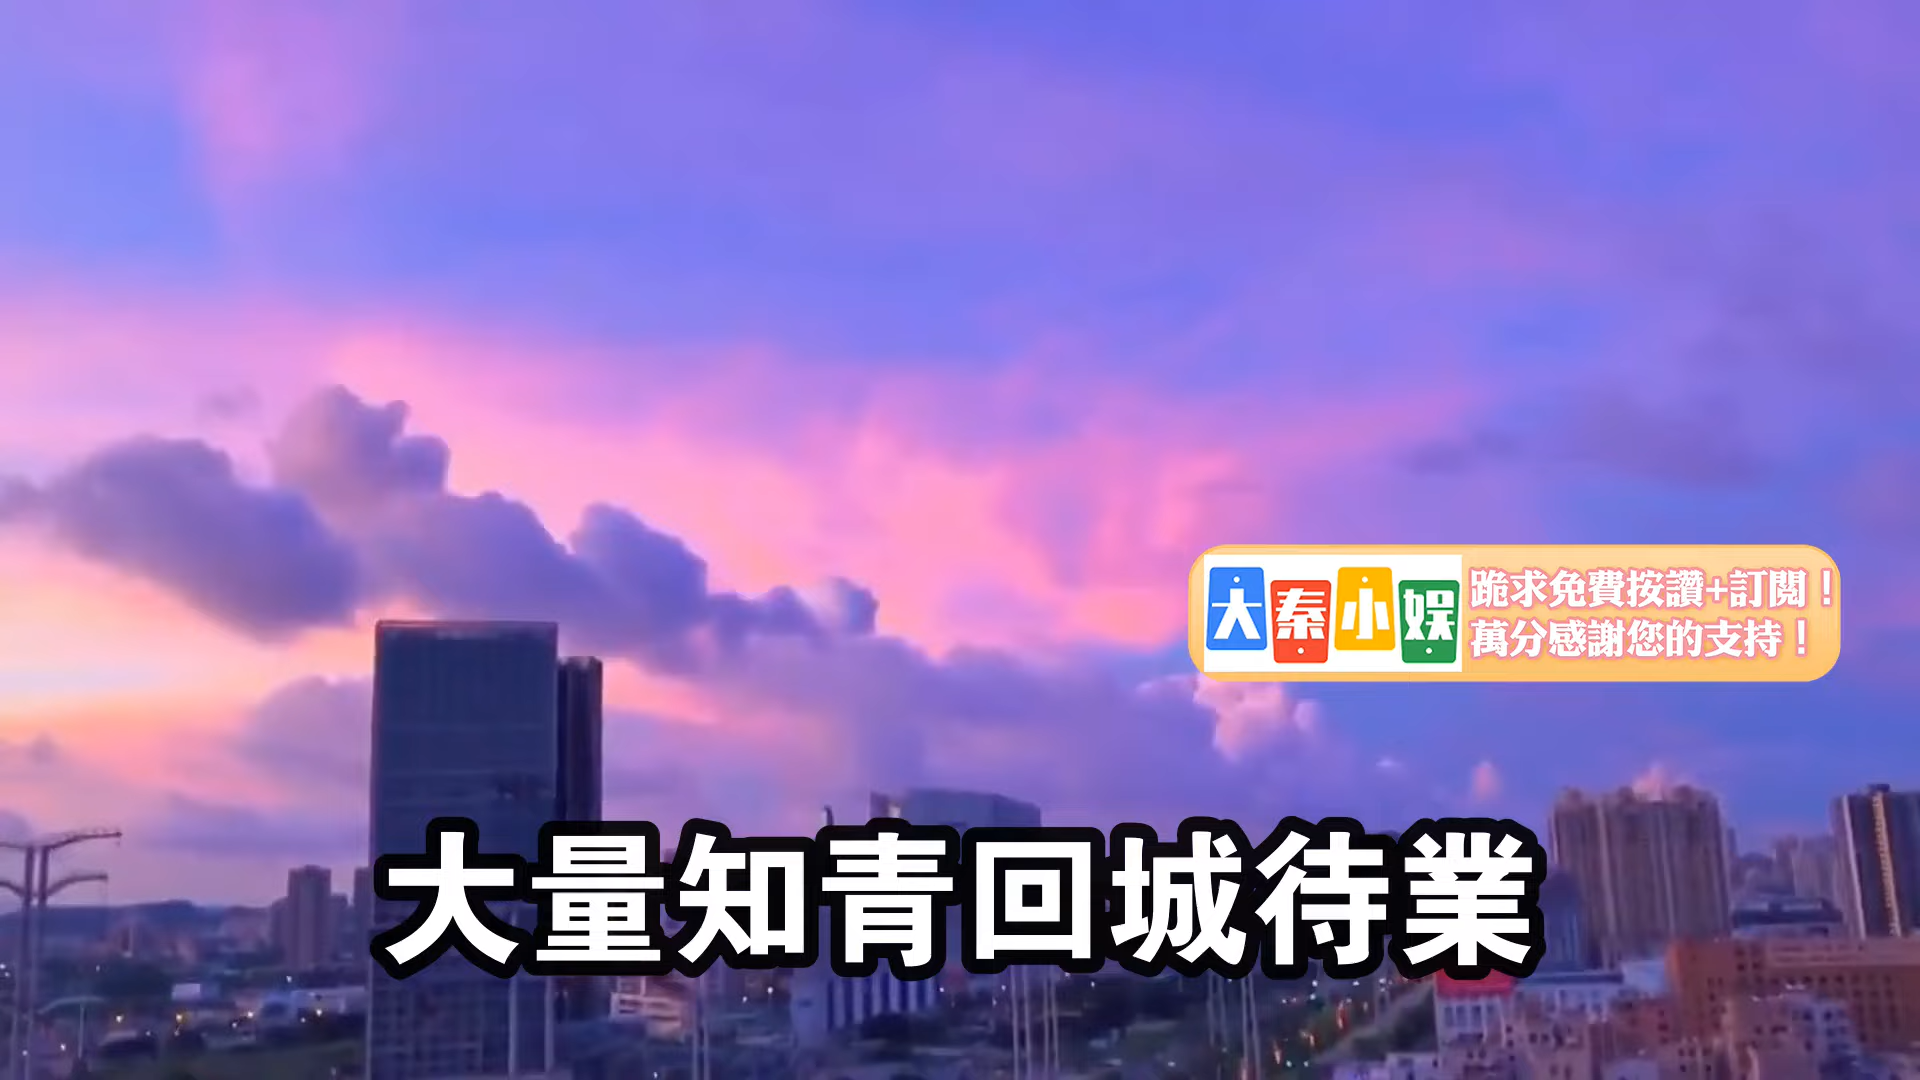 大秦小娱
跪求免費按讚+訂閱！
萬分感謝您的支持！
大量知青回城待業